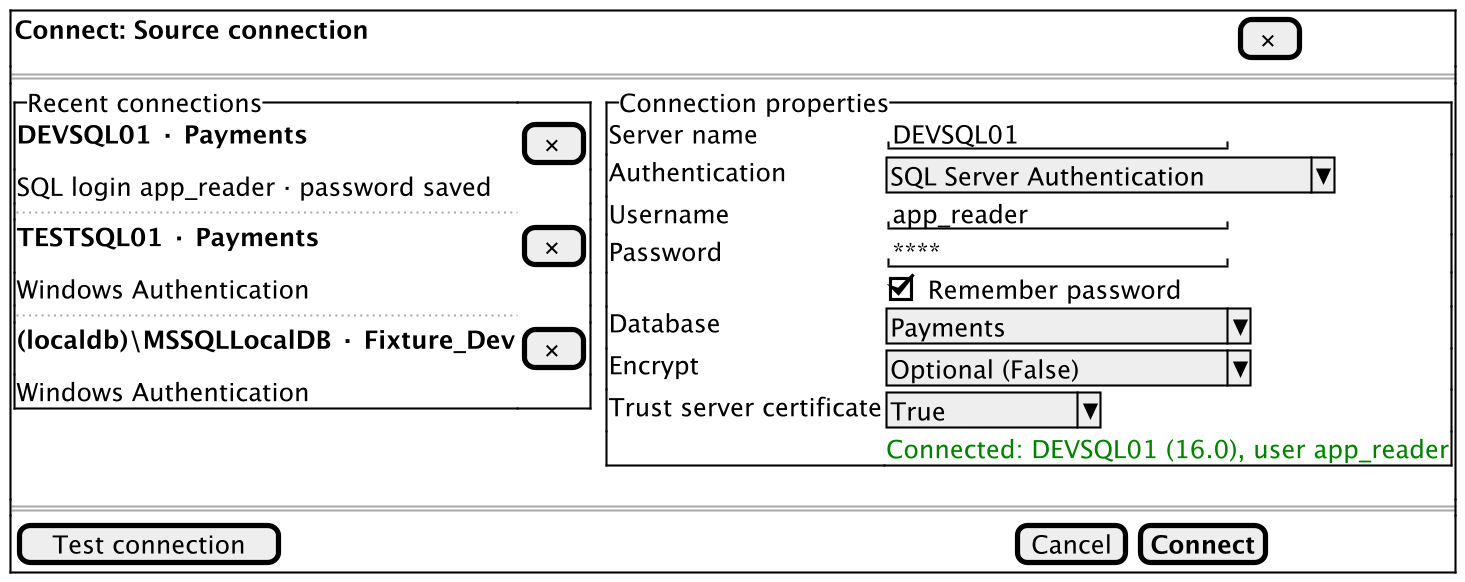 Connect: Source connection
×
Recent connections
DEVSQL01 · Payments
×
SQL login app_reader · password saved
TESTSQL01 · Payments
×
Windows Authentication
(localdb)\MSSQLLocalDB · Fixture_Dev
×
Windows Authentication
Connection properties
Server name DEVSQL01
Authentication SQL Server Authentication ▼
Username app_reader
Password ****
Remember password
Database Payments ▼
Encrypt Optional (False) ▼
Trust server certificate True ▼
Connected: DEVSQL01 (16.0), user app_reader
Test connection Cancel Connect